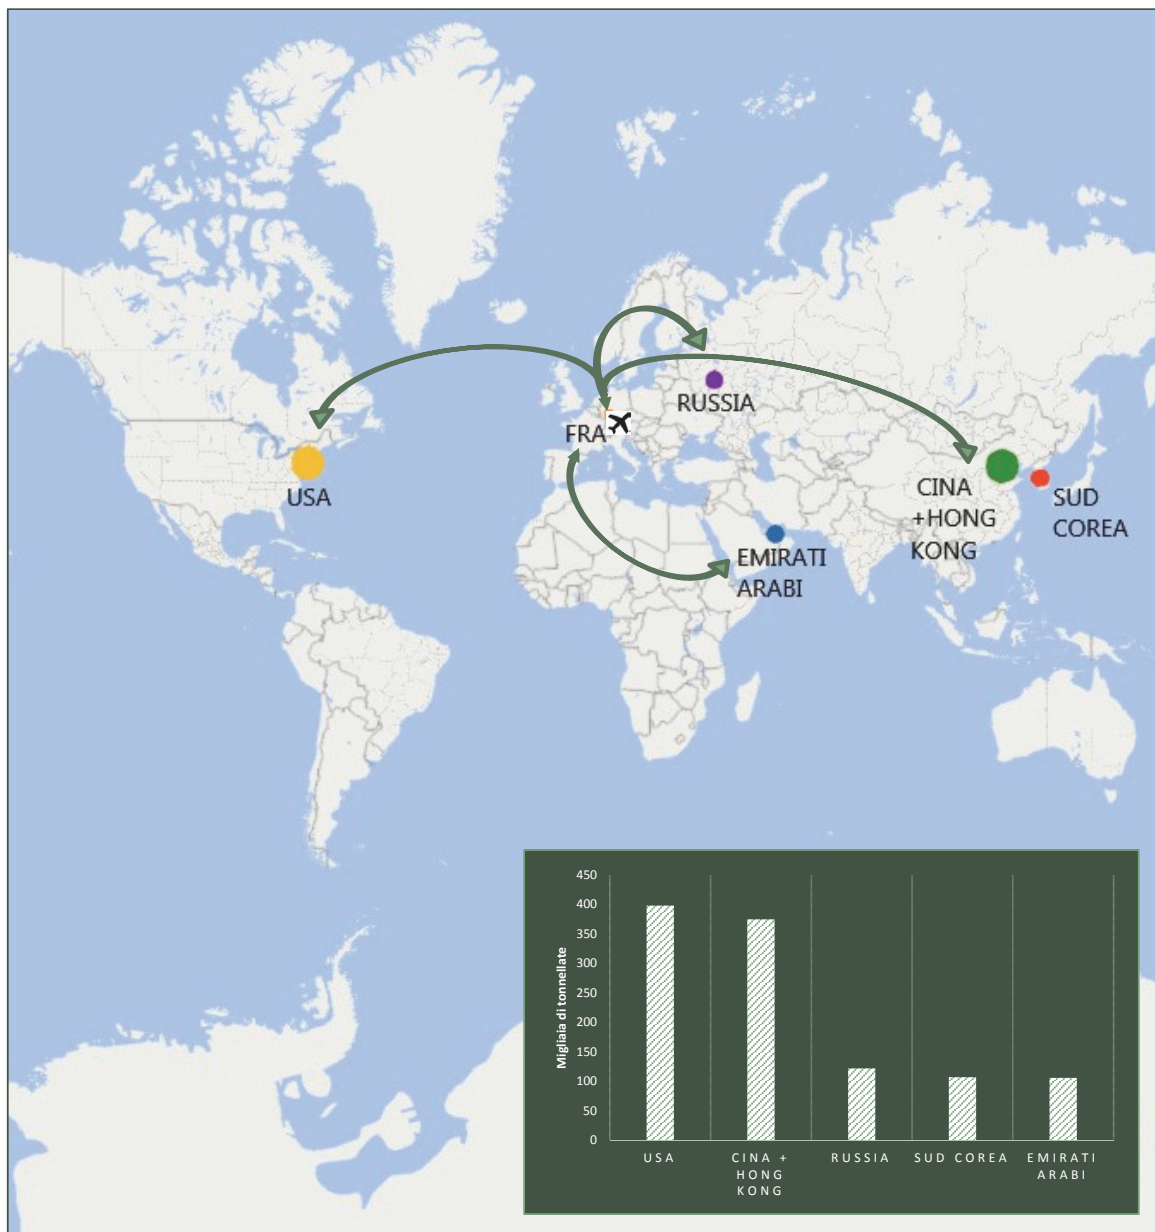 RUSSIA
FRA
USA
CINA
+HONG
KONG
SUD
COREA
EMIRATI
ARABI
Migliaia di tonnellate
450
400
350
300
250
200
150
100
50
0
USA
CINA +
HONG
KONG
RUSSIA
SUD COREA
EMIRATI
ARABI